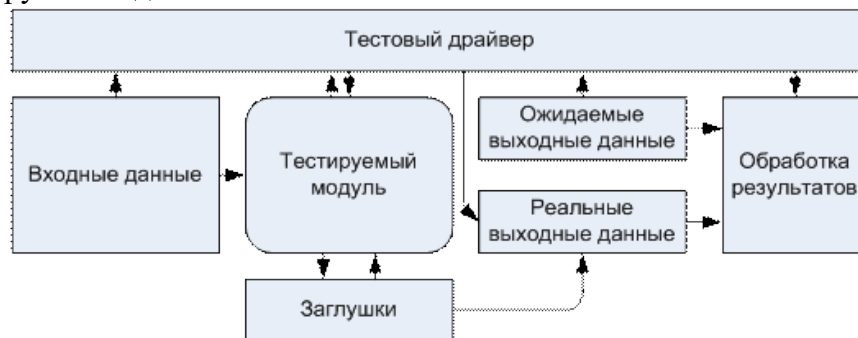 Тестовый драйвер
Входные данные
Тестируемый
модуль
Ожидаемые
выходные данные
Реальные
выходные данные
Обработка
результатов
Заглушки